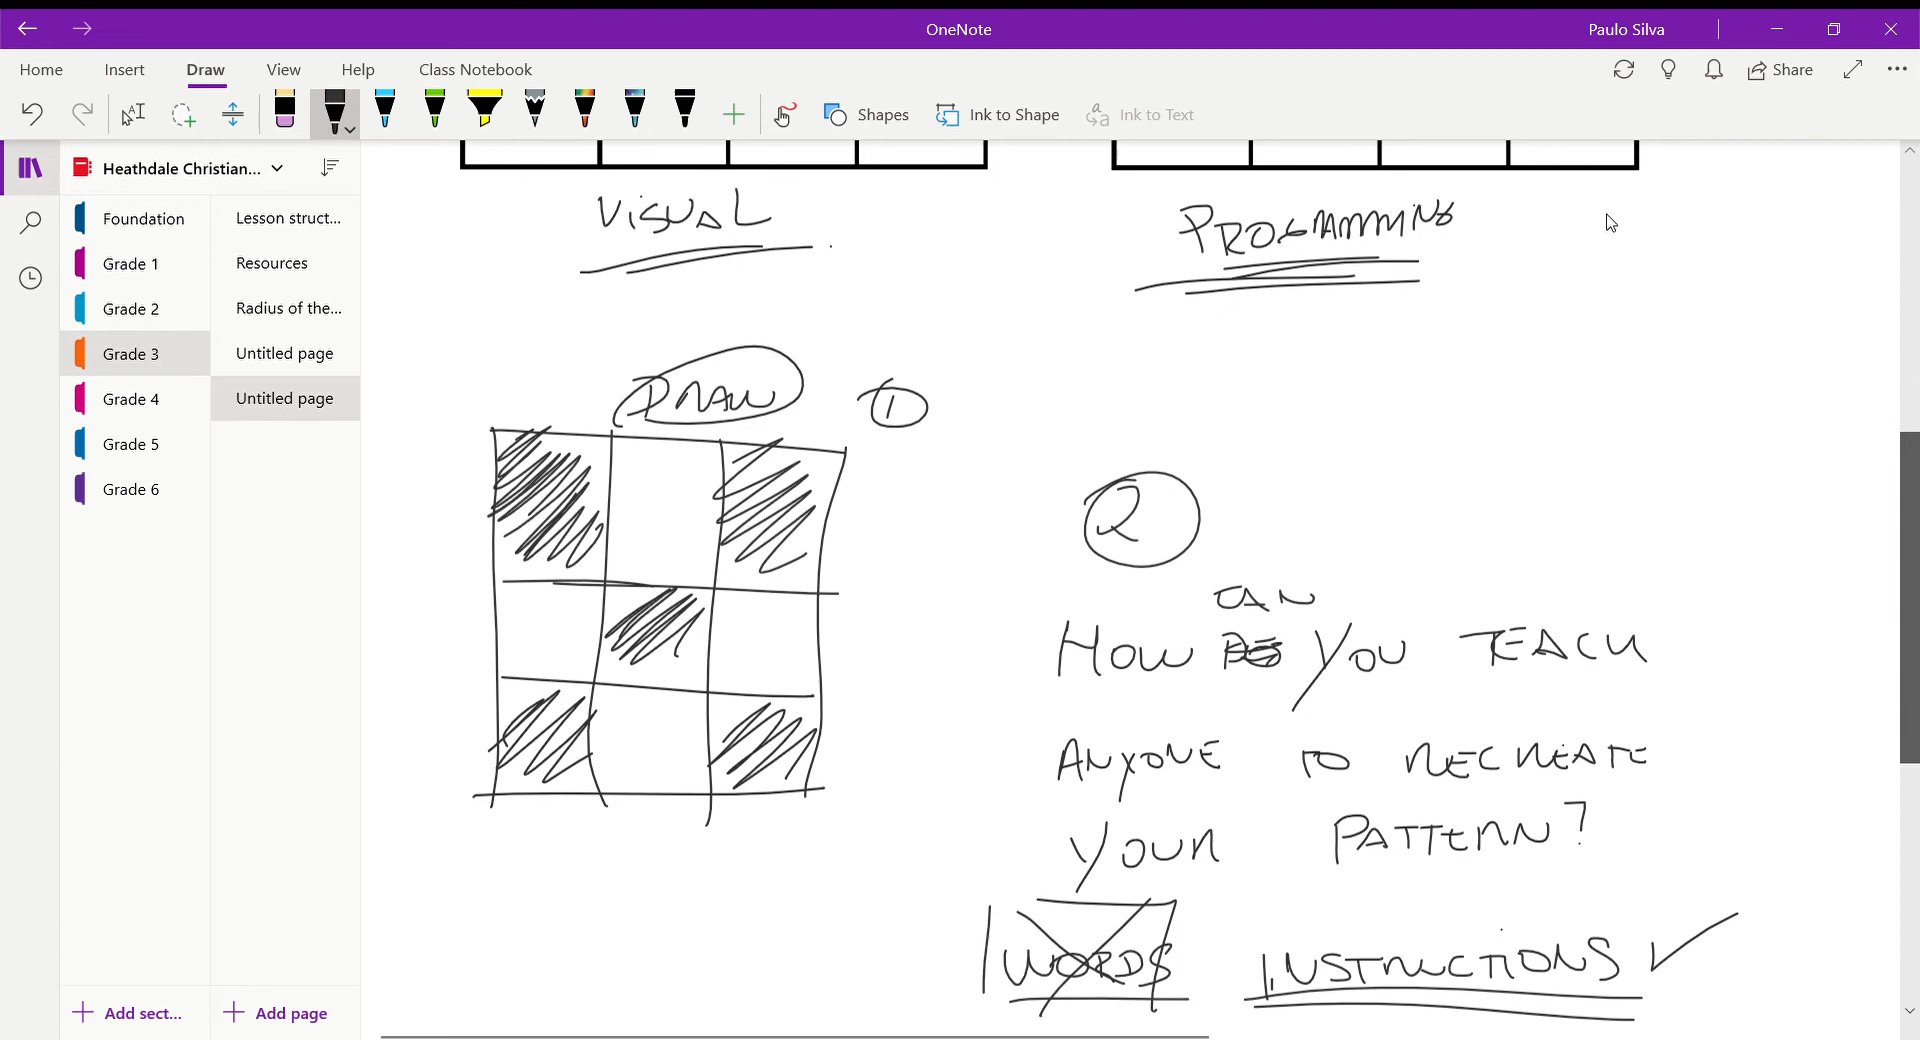 OneNote
Paulo Silva
Home Insert Draw View Help Class Notebook
Share
Shapes Ink to Shape Ink to Text
Heathdale Christian...
Foundation
Grade 1
Grade 2
Grade 3
Grade 4
Grade 5
Grade 6
Lesson struct...
Resources
Radius of the...
Untitled page
Untitled page
Add sect... Add page
VISUAL
PROGRAMMING
DRAW 1
2
CAN
HOW DO YOU TEACH
ANYONE TO RECREATE
YOUR PATTERN?
WORDS INSTRUCTIONS